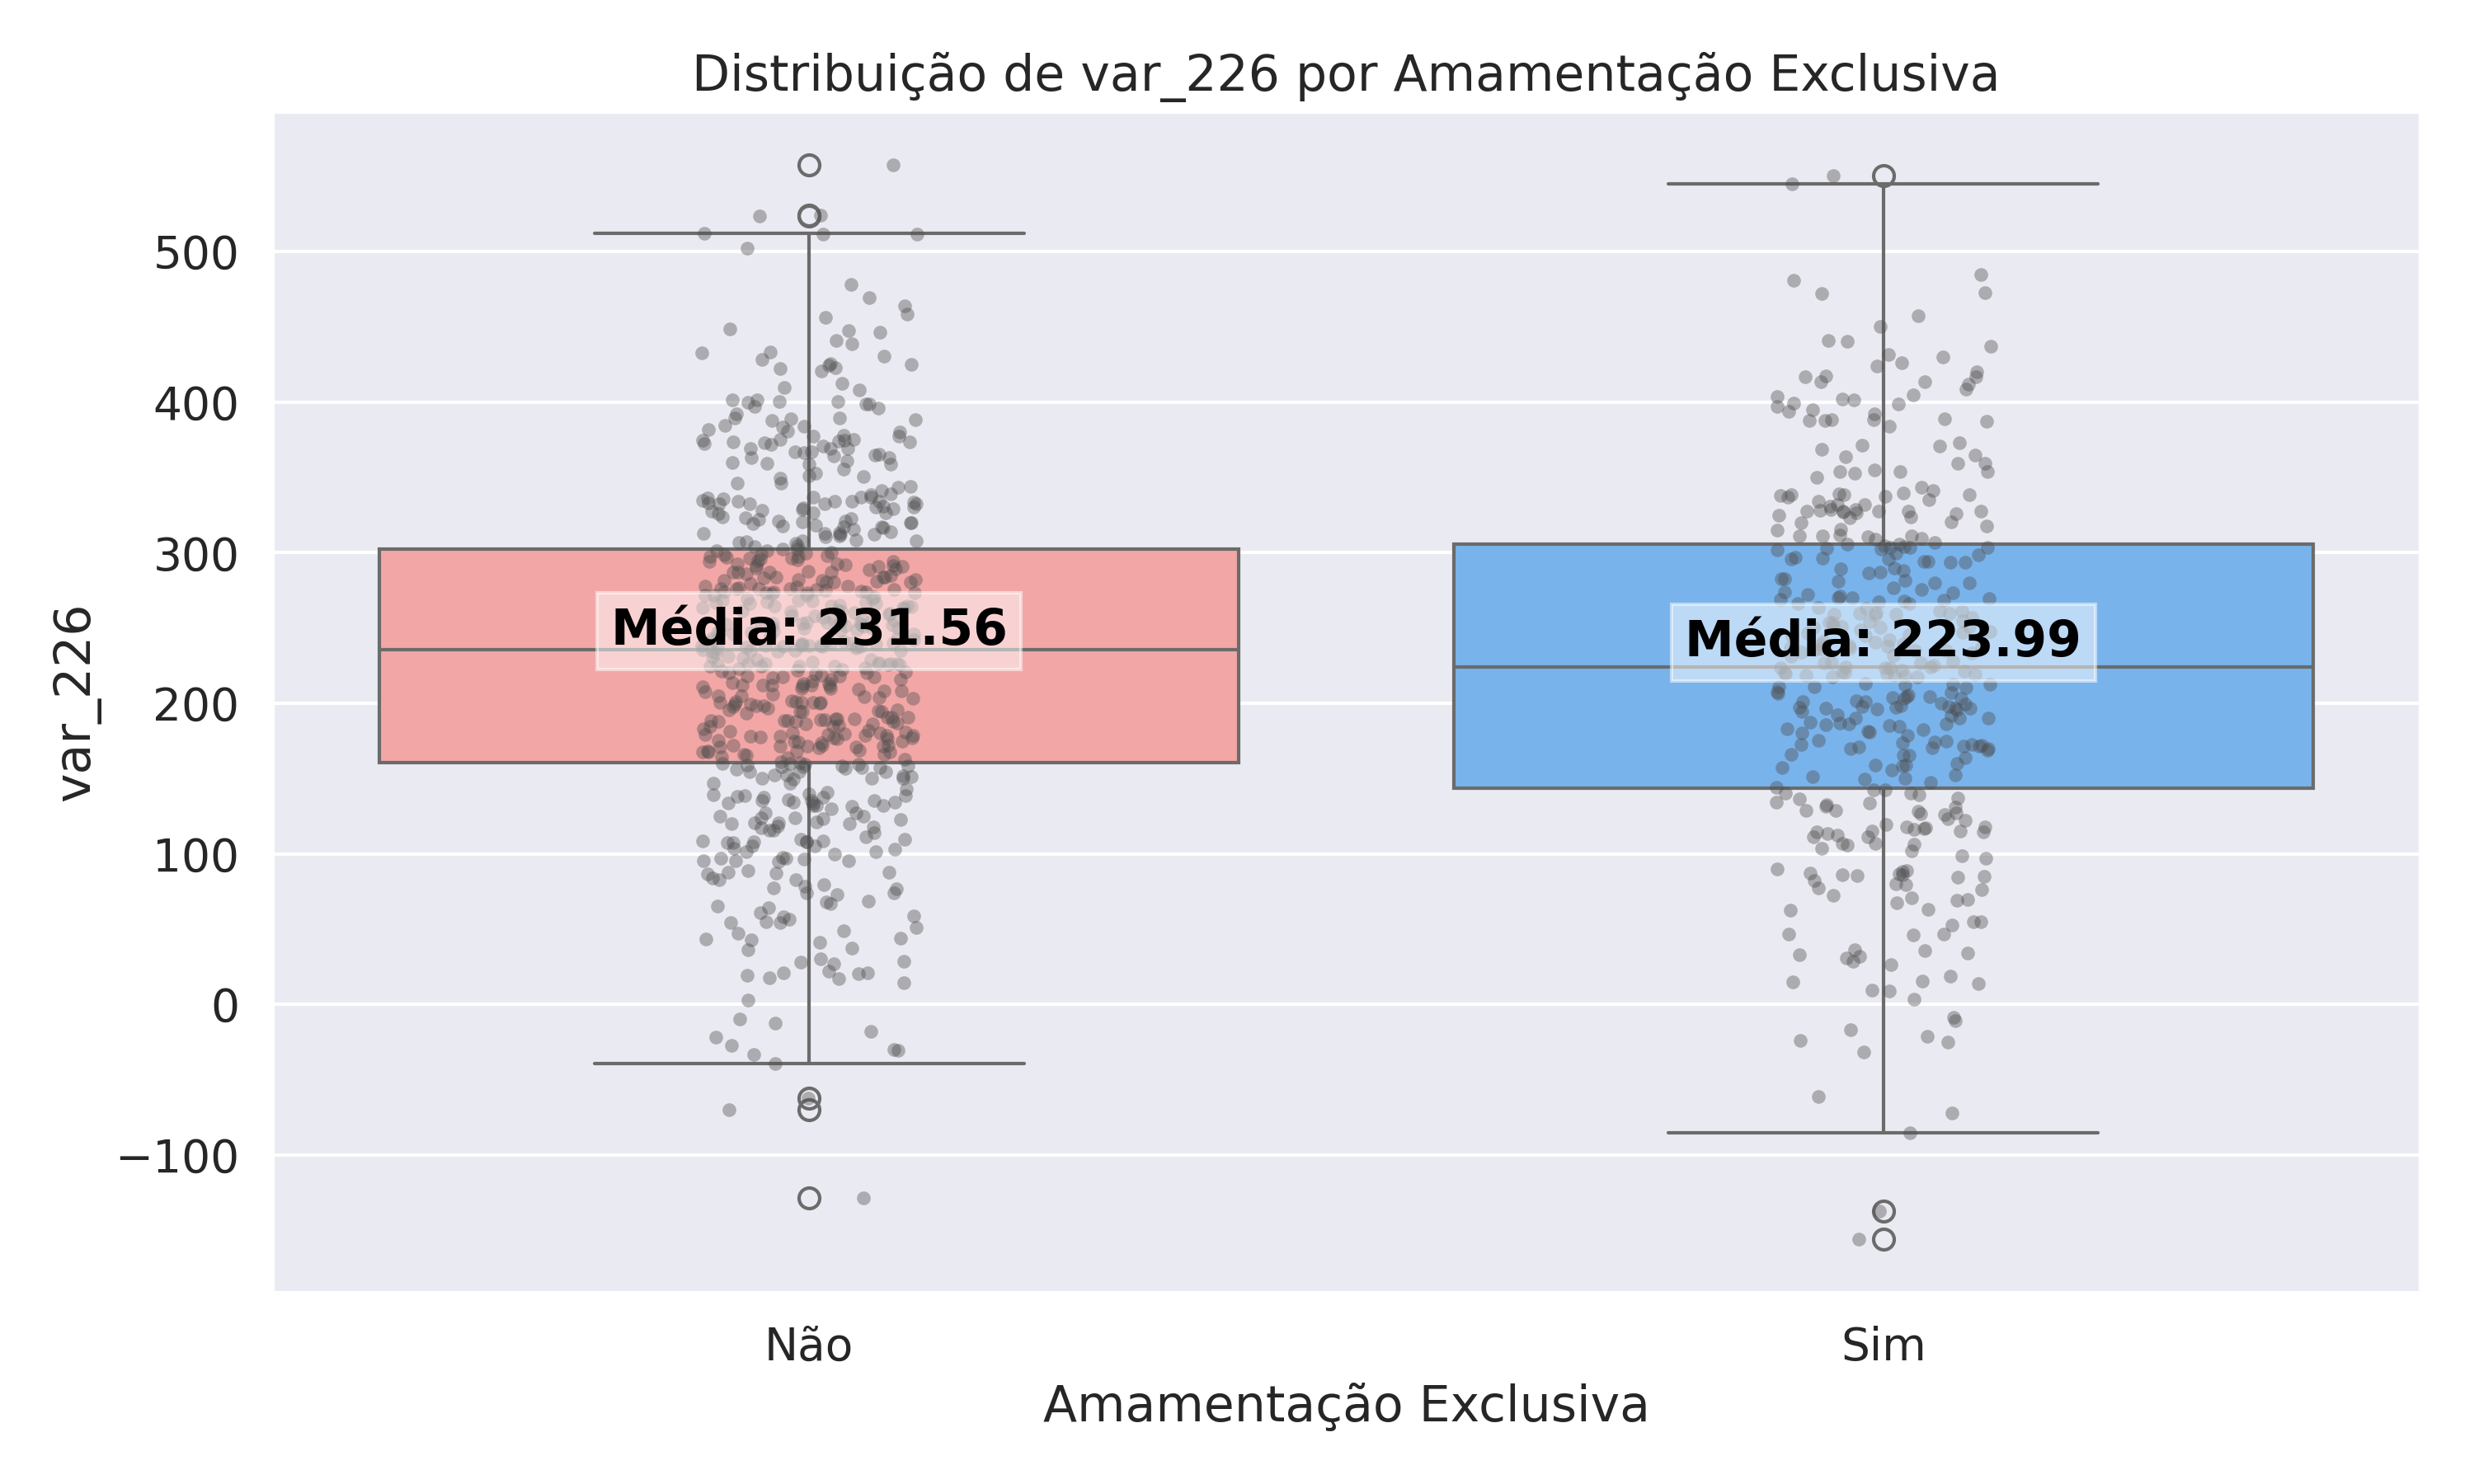 Distribuição de var_226 por Amamentação Exclusiva
var_226
500
400
300
200
100
0
−100
Média: 231.56
Média: 223.99
Não
Sim
Amamentação Exclusiva